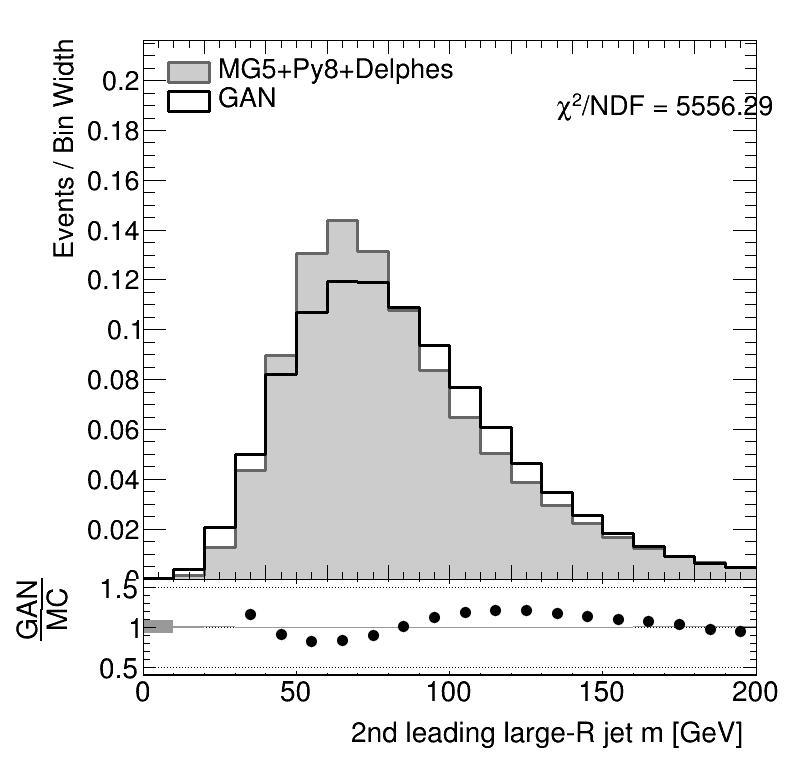 MG5+Py8+Delphes
GAN
χ²/NDF = 5556.29
Events / Bin Width
0.2
0.18
0.16
0.14
0.12
0.1
0.08
0.06
0.04
0.02
0
GAN
MC
1.5
1
0.5
0 50 100 150 200
2nd leading large-R jet m [GeV]